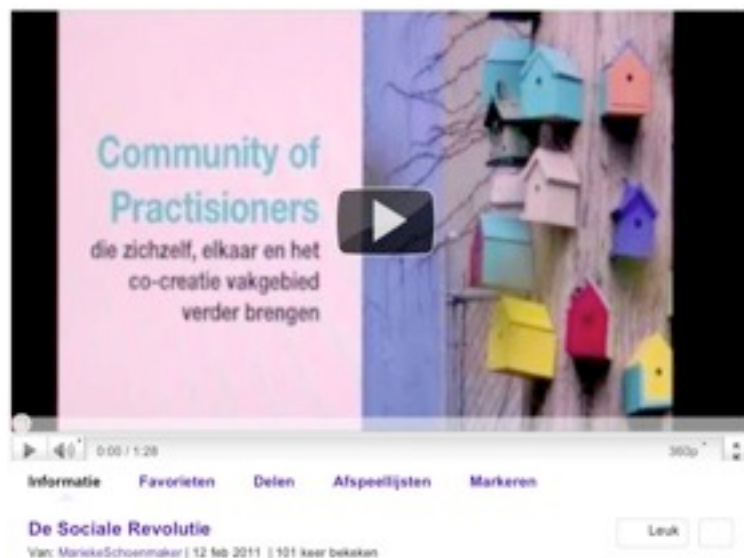 Community of
Practisioners
die zichzelf, elkaar en het
co-creatie vakgebied
verder brengen
0:00 / 1:28
360p
Informatie Favorieten Delen Afspeellijsten Markeren
De Sociale Revolutie
Leuk
Van: MariekeSchoenmaker | 12 feb 2011 | 101 keer bekeken